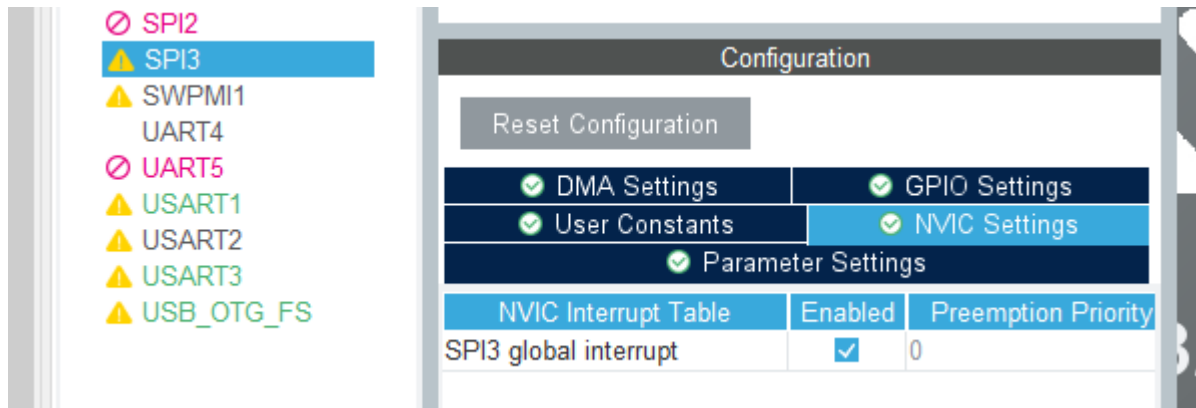 SPI2
SPI3
SWPMI1
UART4
UART5
USART1
USART2
USART3
USB_OTG_FS
Configuration
Reset Configuration
DMA Settings
GPIO Settings
User Constants
NVIC Settings
Parameter Settings
NVIC Interrupt Table Enabled Preemption Priority
SPI3 global interrupt 0